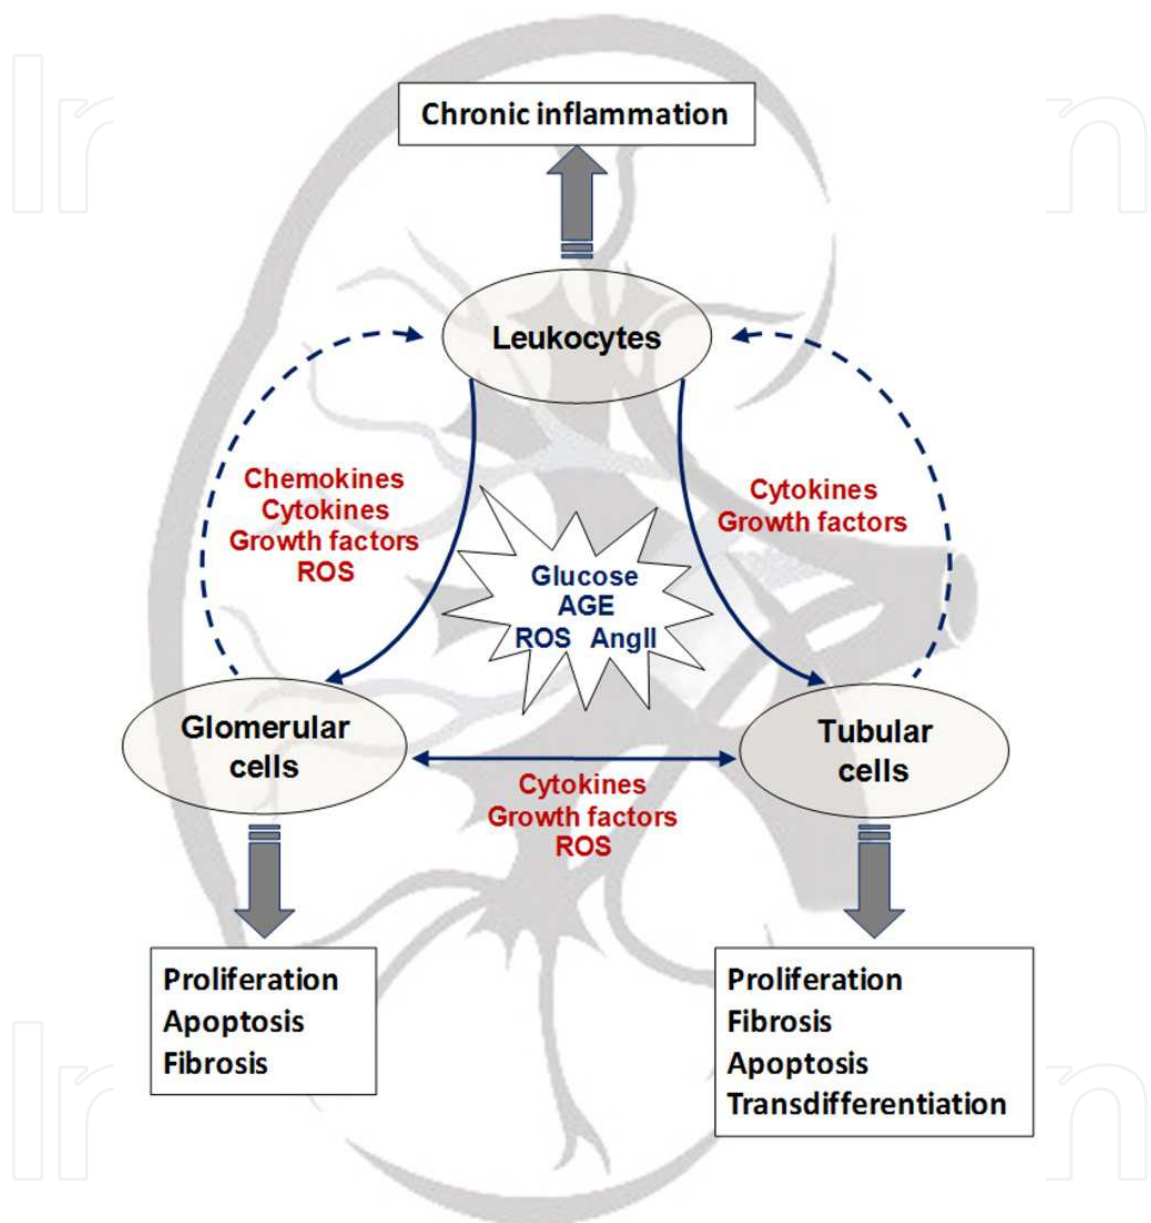 Chronic inflammation
Leukocytes
Chemokines
Cytokines
Growth factors
ROS
Cytokines
Growth factors
Glucose
AGE
ROS AngII
Glomerular
cells
Tubular
cells
Cytokines
Growth factors
ROS
Proliferation
Apoptosis
Fibrosis
Proliferation
Fibrosis
Apoptosis
Transdifferentiation